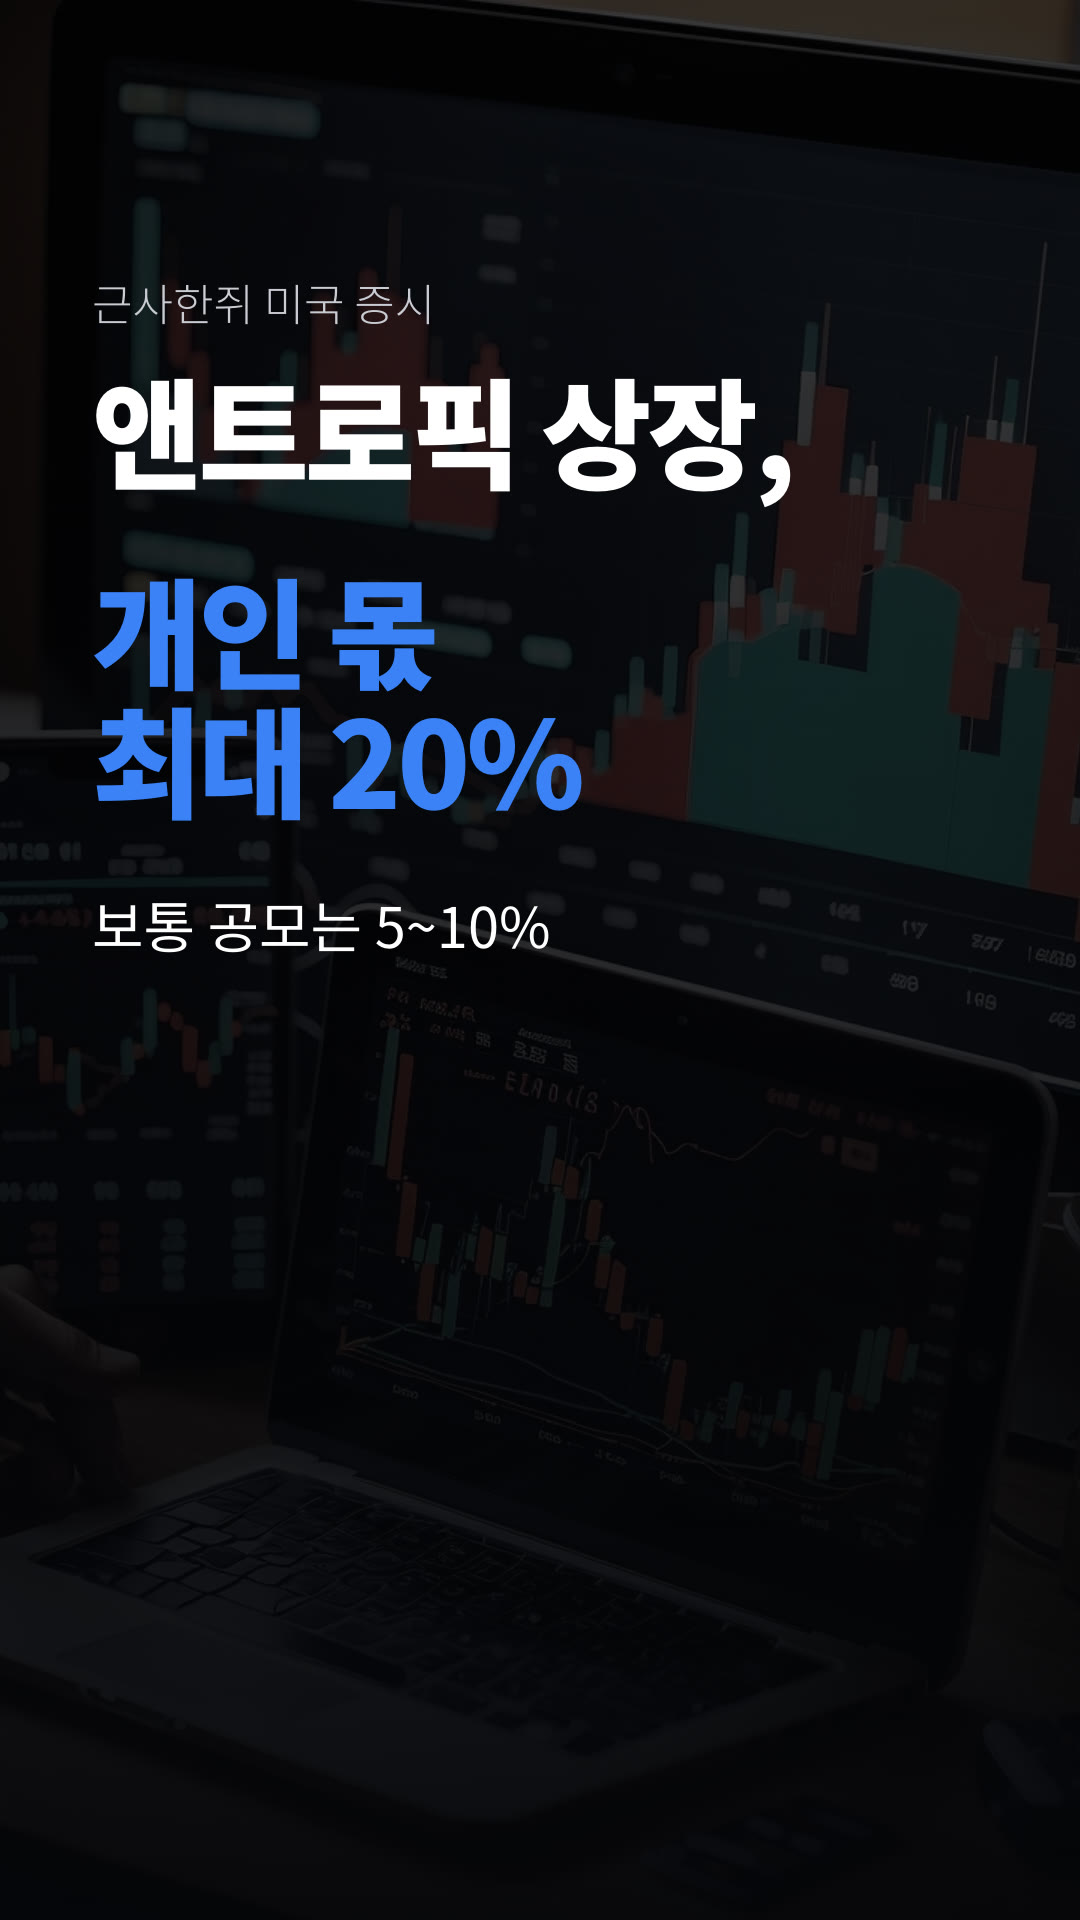 근사한쥐 미국 증시
앤트로픽 상장,
개인 몫
최대 20%
보통 공모는 5~10%